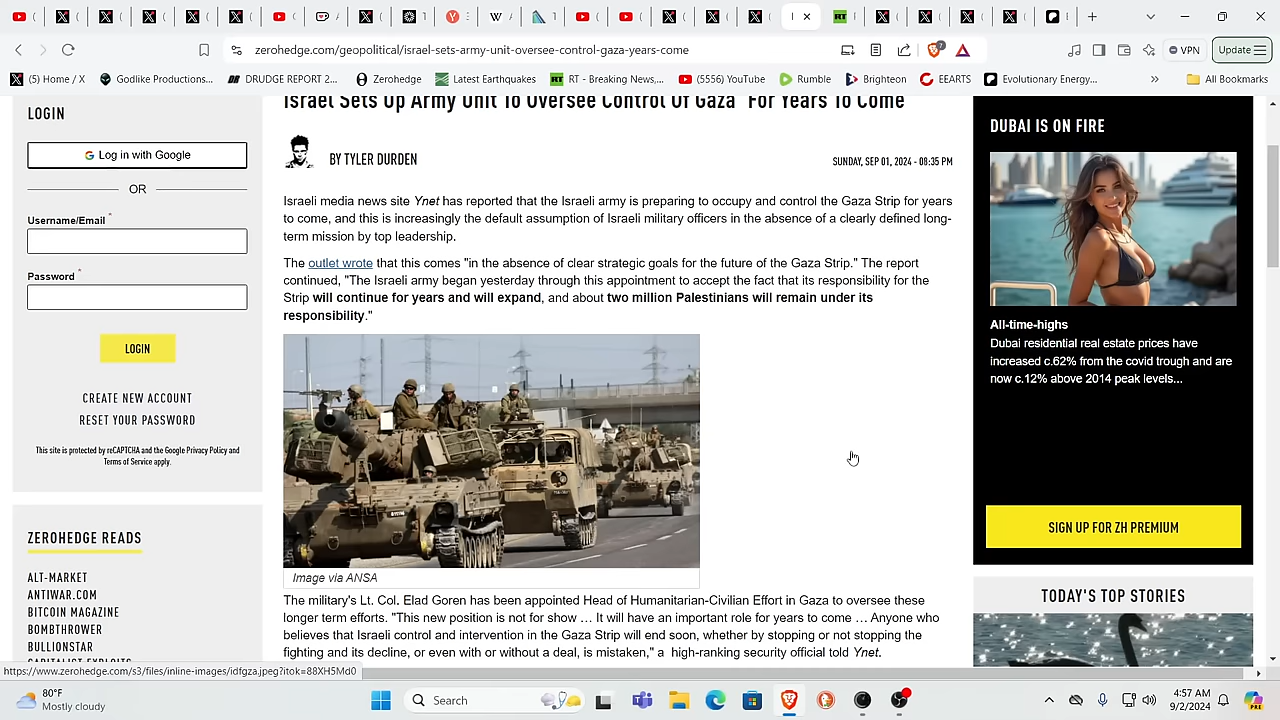 zerohedge.com/geopolitical/israel-sets-army-unit-oversee-control-gaza-years-come
VPN
Update
(5) Home / X
Godlike Productions...
DRUDGE REPORT 2...
Zerohedge
Latest Earthquakes
RT - Breaking News,...
(5556) YouTube
Rumble
Brighteon
EEARTS
Evolutionary Energy...
All Bookmarks
LOGIN
Log in with Google
OR
Username/Email *
Password *
LOGIN
CREATE NEW ACCOUNT
RESET YOUR PASSWORD
This site is protected by reCAPTCHA and the Google Privacy Policy and
Terms of Service apply.
ZEROHEDGE READS
ALT-MARKET
ANTIWAR.COM
BITCOIN MAGAZINE
BOMBTHROWER
BULLIONSTAR
CAPITALIST EXPLOITS
Israel Sets Up Army Unit To Oversee Control Of Gaza "For Years To Come"
BY TYLER DURDEN
SUNDAY, SEP 01, 2024 - 08:35 PM
Israeli media news site Ynet has reported that the Israeli army is preparing to occupy and control the Gaza Strip for years
to come, and this is increasingly the default assumption of Israeli military officers in the absence of a clearly defined long-
term mission by top leadership.
The outlet wrote that this comes "in the absence of clear strategic goals for the future of the Gaza Strip." The report
continued, "The Israeli army began yesterday through this appointment to accept the fact that its responsibility for the
Strip will continue for years and will expand, and about two million Palestinians will remain under its
responsibility."
Image via ANSA
The military's Lt. Col. Elad Goren has been appointed Head of Humanitarian-Civilian Effort in Gaza to oversee these
longer term efforts. "This new position is not for show … It will have an important role for years to come … Anyone who
believes that Israeli control and intervention in the Gaza Strip will end soon, whether by stopping or not stopping the
fighting and its decline, or even with or without a deal, is mistaken," a high-ranking security official told Ynet.
DUBAI IS ON FIRE
All-time-highs
Dubai residential real estate prices have
increased c.62% from the covid trough and are
now c.12% above 2014 peak levels...
SIGN UP FOR ZH PREMIUM
TODAY'S TOP STORIES
https://www.zerohedge.com/s3/files/inline-images/idfgza.jpeg?itok=88XH5Md0
80°F
Mostly cloudy
Search
4:57 AM
9/2/2024